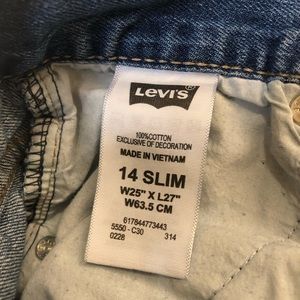 LEVI'S®
100%COTTON
EXCLUSIVE OF DECORATION
MADE IN VIETNAM
14 SLIM
W25" X L27"
W63.5 CM
617844773443
5550 - C30 314
0228